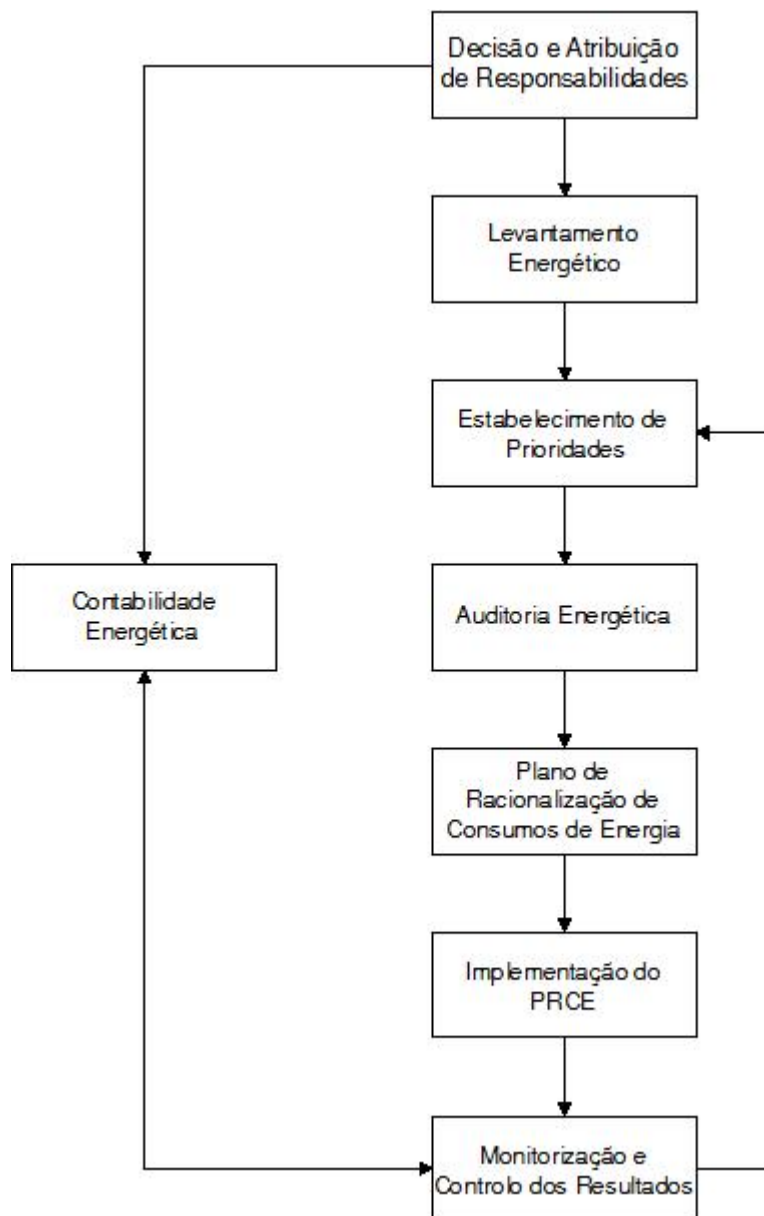 Decisão e Atribuição
de Responsabilidades
Levantamento
Energético
Estabelecimento de
Prioridades
Contabilidade
Energética
Auditoria Energética
Plano de
Racionalização de
Consumos de Energia
Implementação do
PRCE
Monitorização e
Controlo dos Resultados